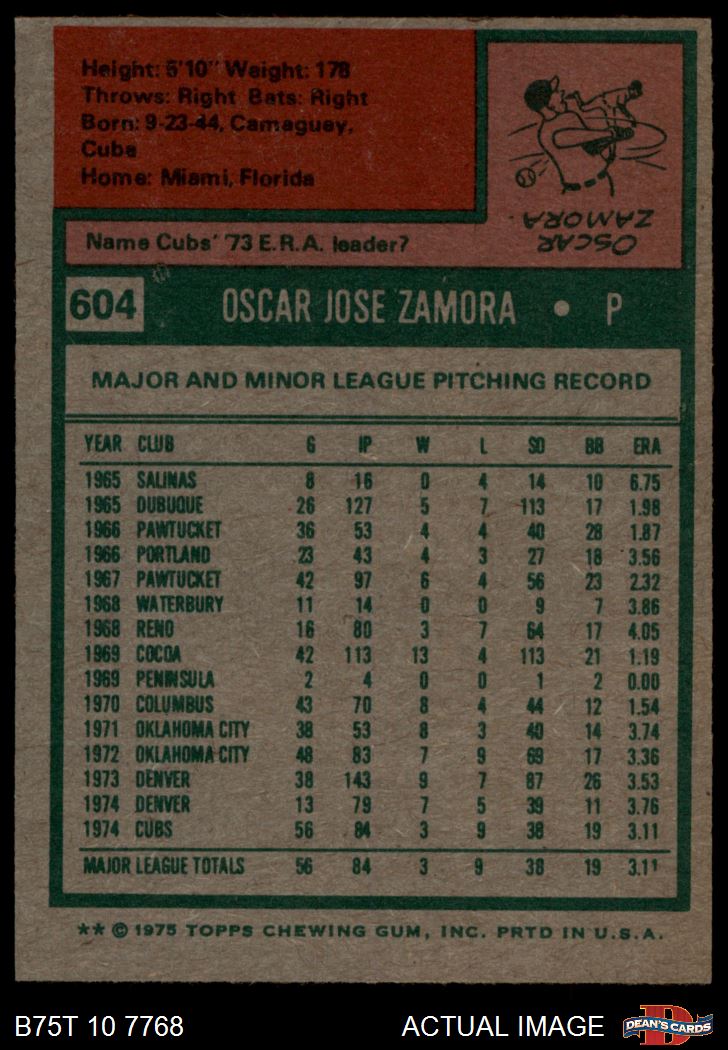 Height: 5'10" Weight: 178
Throws: Right Bats: Right
Born: 9-23-44, Camaguey,
Cuba
Home: Miami, Florida
OSCAR
ZAMORA
Name Cubs' '73 E.R.A. leader?
604 OSCAR JOSE ZAMORA • P
MAJOR AND MINOR LEAGUE PITCHING RECORD
YEAR CLUB G IP W L SO BB ERA
1965 SALINAS 8 16 0 4 14 10 6.75
1965 DUBUQUE 26 127 5 7 113 17 1.98
1966 PAWTUCKET 36 53 4 4 40 28 1.87
1966 PORTLAND 23 43 4 3 27 18 3.56
1967 PAWTUCKET 42 97 6 4 56 23 2.32
1968 WATERBURY 11 14 0 0 9 7 3.86
1968 RENO 16 80 3 7 64 17 4.05
1969 COCOA 42 113 13 4 113 21 1.19
1969 PENINSULA 2 4 0 0 1 2 0.00
1970 COLUMBUS 43 70 8 4 44 12 1.54
1971 OKLAHOMA CITY 38 53 8 3 40 14 3.74
1972 OKLAHOMA CITY 48 83 7 9 69 17 3.36
1973 DENVER 38 143 9 7 87 26 3.53
1974 DENVER 13 79 7 5 39 11 3.76
1974 CUBS 56 84 3 9 38 19 3.11
MAJOR LEAGUE TOTALS 56 84 3 9 38 19 3.11
** © 1975 TOPPS CHEWING GUM, INC. PRTD IN U.S.A.
B75T 10 7768 ACTUAL IMAGE D DEAN'S CARDS